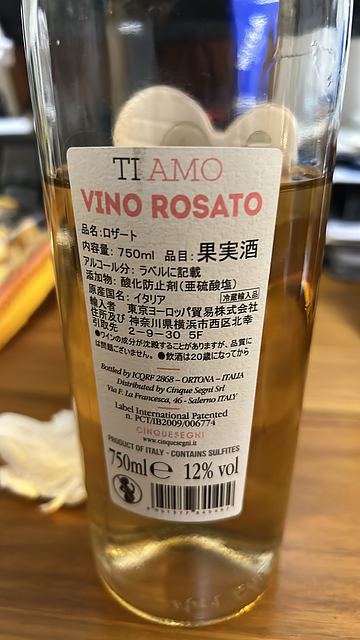 TI AMO
VINO ROSATO
品名:ロザート
内容量: 750ml 品目: 果実酒
アルコール分: ラベルに記載
添加物: 酸化防止剤(亜硫酸塩)
原産国名: イタリア 冷蔵輸入品
輸入者 東京ヨーロッパ貿易株式会社
住所及び 神奈川県横浜市西区北幸
引取先 2-9-30 5F
●ワインの成分が沈殿することがありますが、品質に
は問題ございません。●飲酒は20歳になってから
Bottled by ICQRF 2868 - ORTONA - ITALIA
Distributed by Cinque Segni Srl
Via F. La Francesca, 46 - Salerno ITALY
Label International Patented
n. PCT/IB2009/006774
CINQUESEGNI
www.cinquesegni.it
PRODUCT OF ITALY - CONTAINS SULFITES
750ml e 12% vol